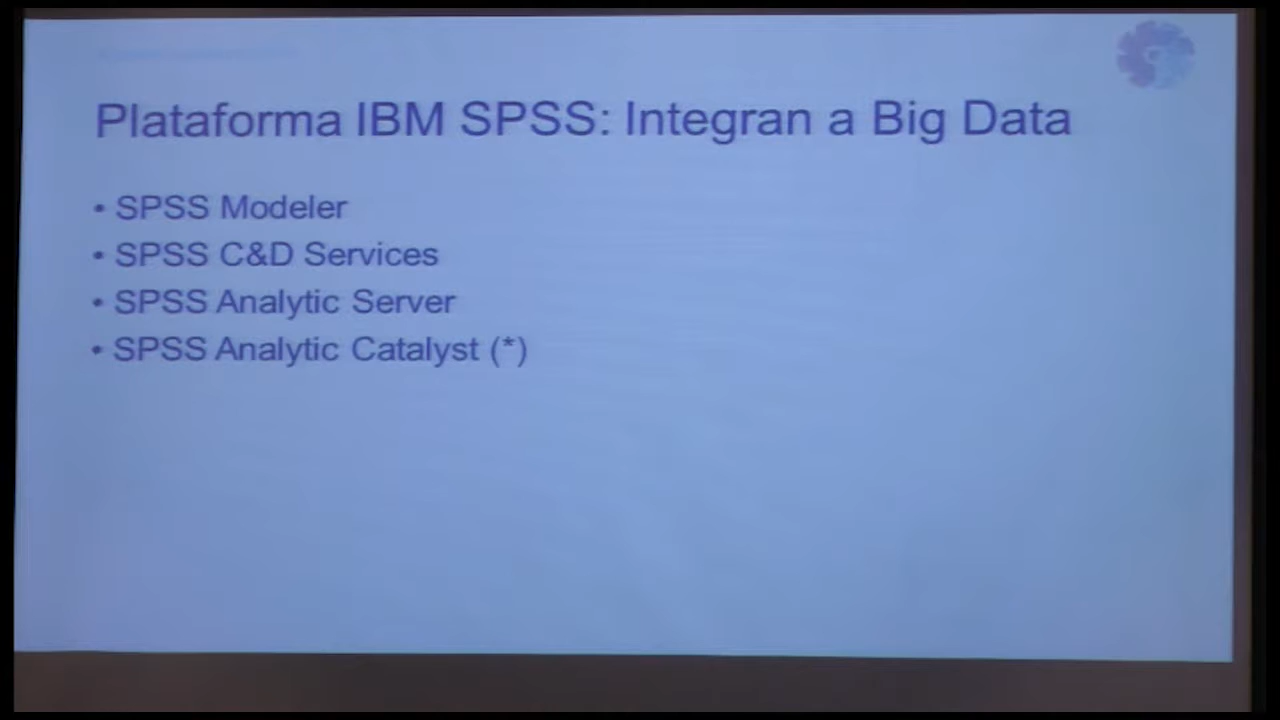 Plataforma IBM SPSS: Integran a Big Data
• SPSS Modeler
• SPSS C&D Services
• SPSS Analytic Server
• SPSS Analytic Catalyst (*)